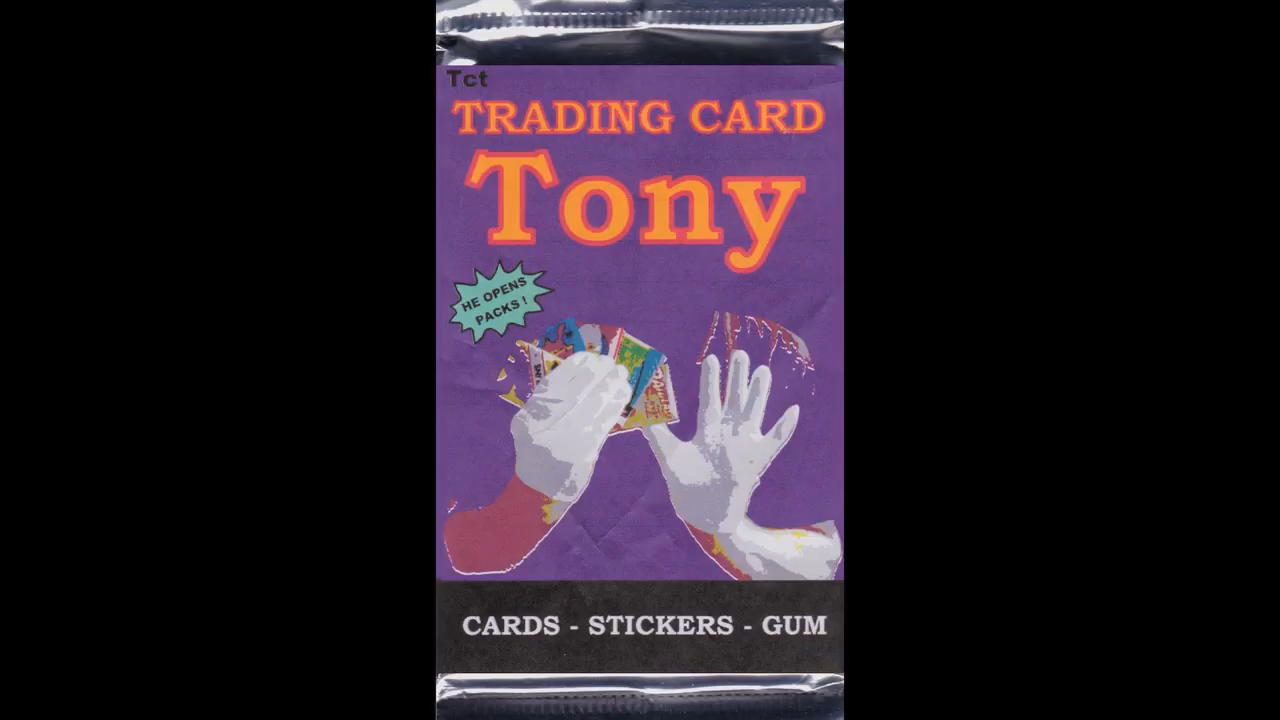 Tct
TRADING CARD
Tony
HE OPENS
PACKS !
CARDS - STICKERS - GUM